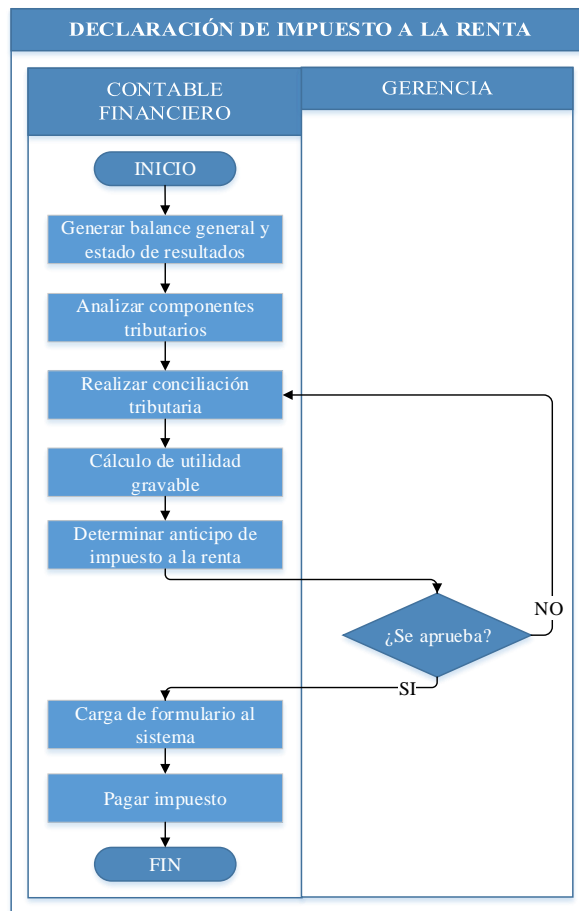 DECLARACIÓN DE IMPUESTO A LA RENTA
CONTABLE
FINANCIERO
GERENCIA
INICIO
Generar balance general y
estado de resultados
Analizar componentes
tributarios
Realizar conciliación
tributaria
Cálculo de utilidad
gravable
Determinar anticipo de
impuesto a la renta
¿Se aprueba?
NO
SI
Carga de formulario al
sistema
Pagar impuesto
FIN